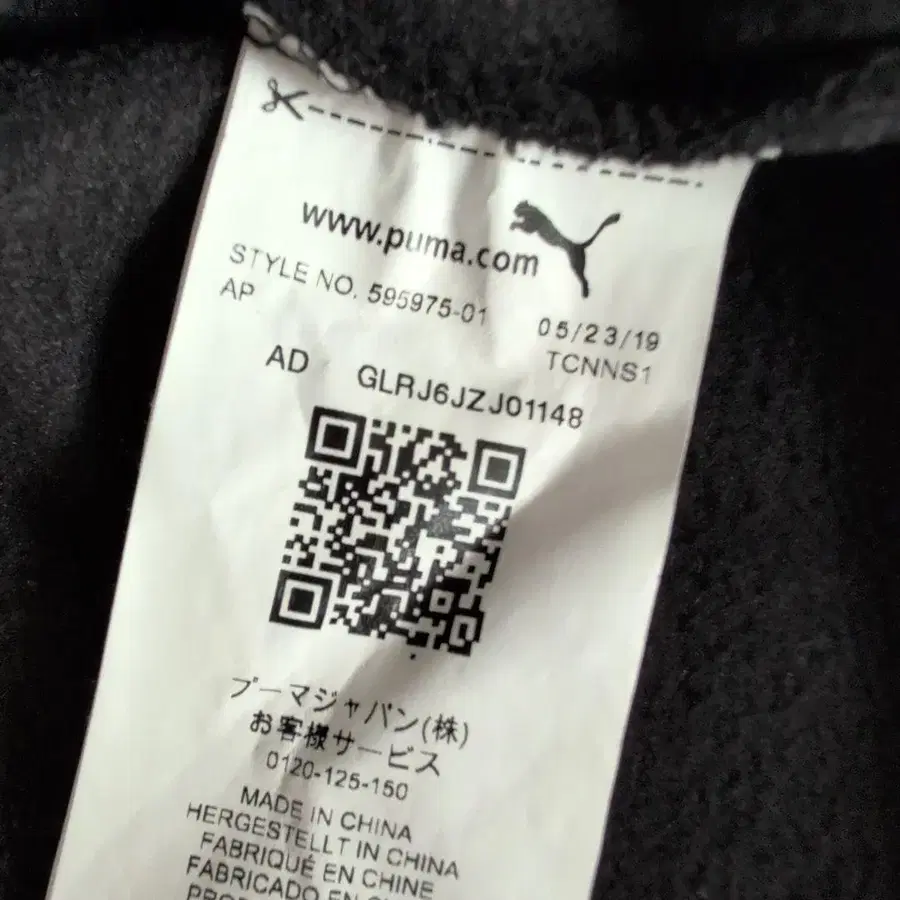 www.puma.com
STYLE NO. 595975-01
AP
05/23/19
TCNNS1
AD GLRJ6JZJ01148
プーマジャパン(株)
お客様サービス
0120-125-150
MADE IN CHINA
HERGESTELLT IN CHINA
FABRIQUÉ EN CHINE
FABRICADO EN